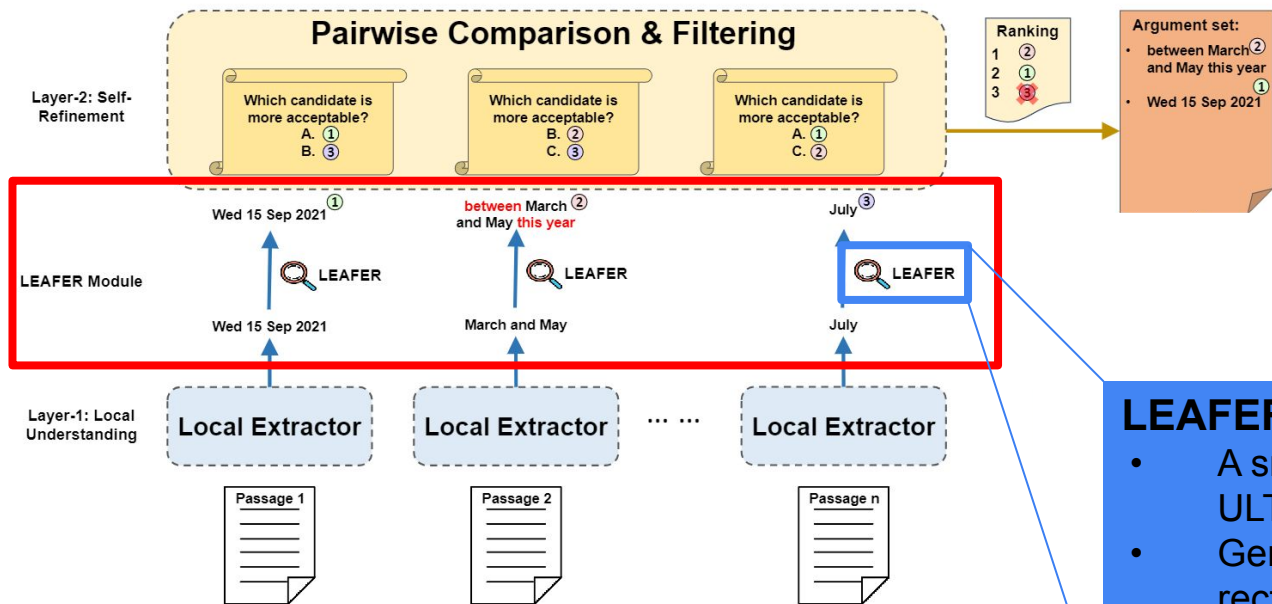 Pairwise Comparison & Filtering
Layer-2: Self-
Refinement
Which candidate is
more acceptable?
A. 1
B. 3
Which candidate is
more acceptable?
B. 2
C. 3
Which candidate is
more acceptable?
A. 1
C. 2
Ranking
1 2
2 1
3 3
Argument set:
• between March 2
and May this year
1
• Wed 15 Sep 2021
LEAFER Module
Wed 15 Sep 2021 1
between March 2
and May this year
July 3
LEAFER
LEAFER
LEAFER
Wed 15 Sep 2021
March and May
July
Layer-1: Local
Understanding
Local Extractor
Local Extractor
... ...
Local Extractor
Passage 1
Passage 2
Passage n
LEAFER
• A
ULT
•